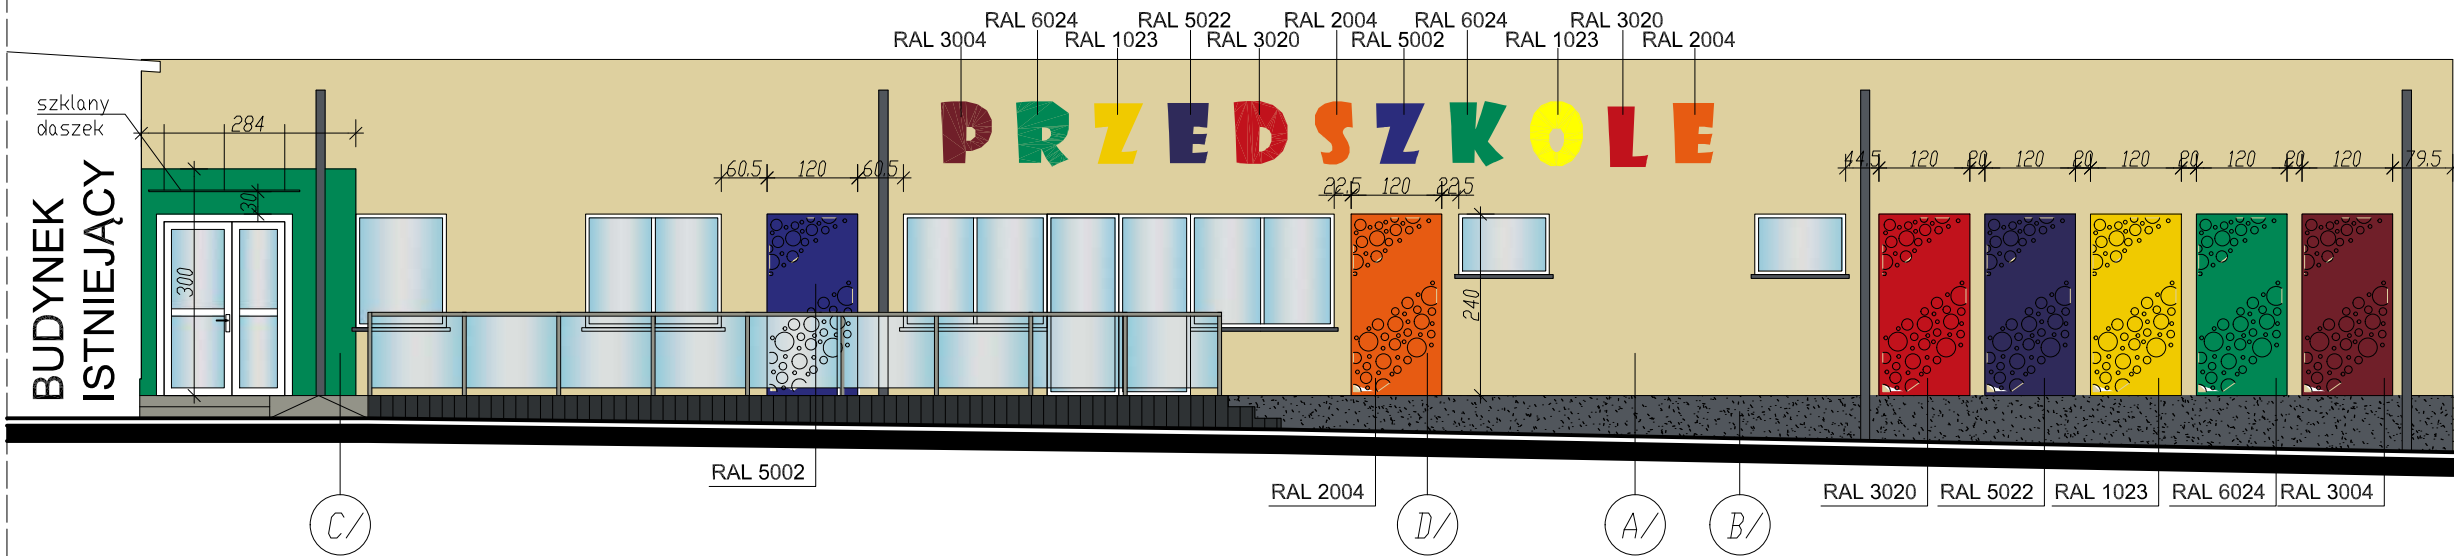 RAL 6024 RAL 5022 RAL 2004 RAL 6024 RAL 3020
RAL 3004 RAL 1023 RAL 3020 RAL 5002 RAL 1023 RAL 2004
szklany
daszek
284
PRZEDSZKOLE
60,5 120 60,5
22,5 120 22,5
44,5 120 20 120 20 120 20 120 20 120 79,5
30
300
240
BUDYNEK
ISTNIEJĄCY
RAL 5002
RAL 2004
RAL 3020 RAL 5022 RAL 1023 RAL 6024 RAL 3004
C/ D/ A/ B/